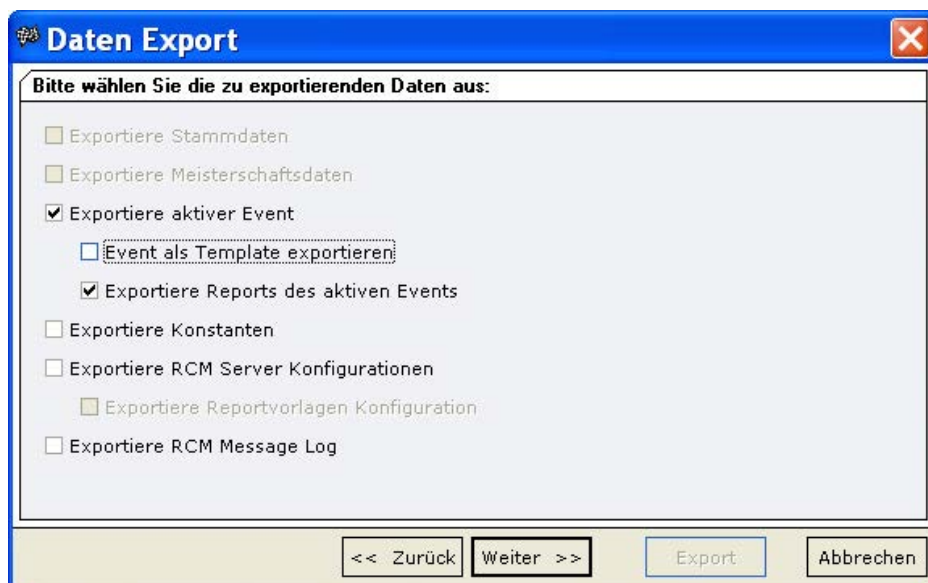 Daten Export
Bitte wählen Sie die zu exportierenden Daten aus:
Exportiere Stammdaten
Exportiere Meisterschaftsdaten
Exportiere aktiver Event
Event als Template exportieren
Exportiere Reports des aktiven Events
Exportiere Konstanten
Exportiere RCM Server Konfigurationen
Exportiere Reportvorlagen Konfiguration
Exportiere RCM Message Log
<< Zurück Weiter >> Export Abbrechen